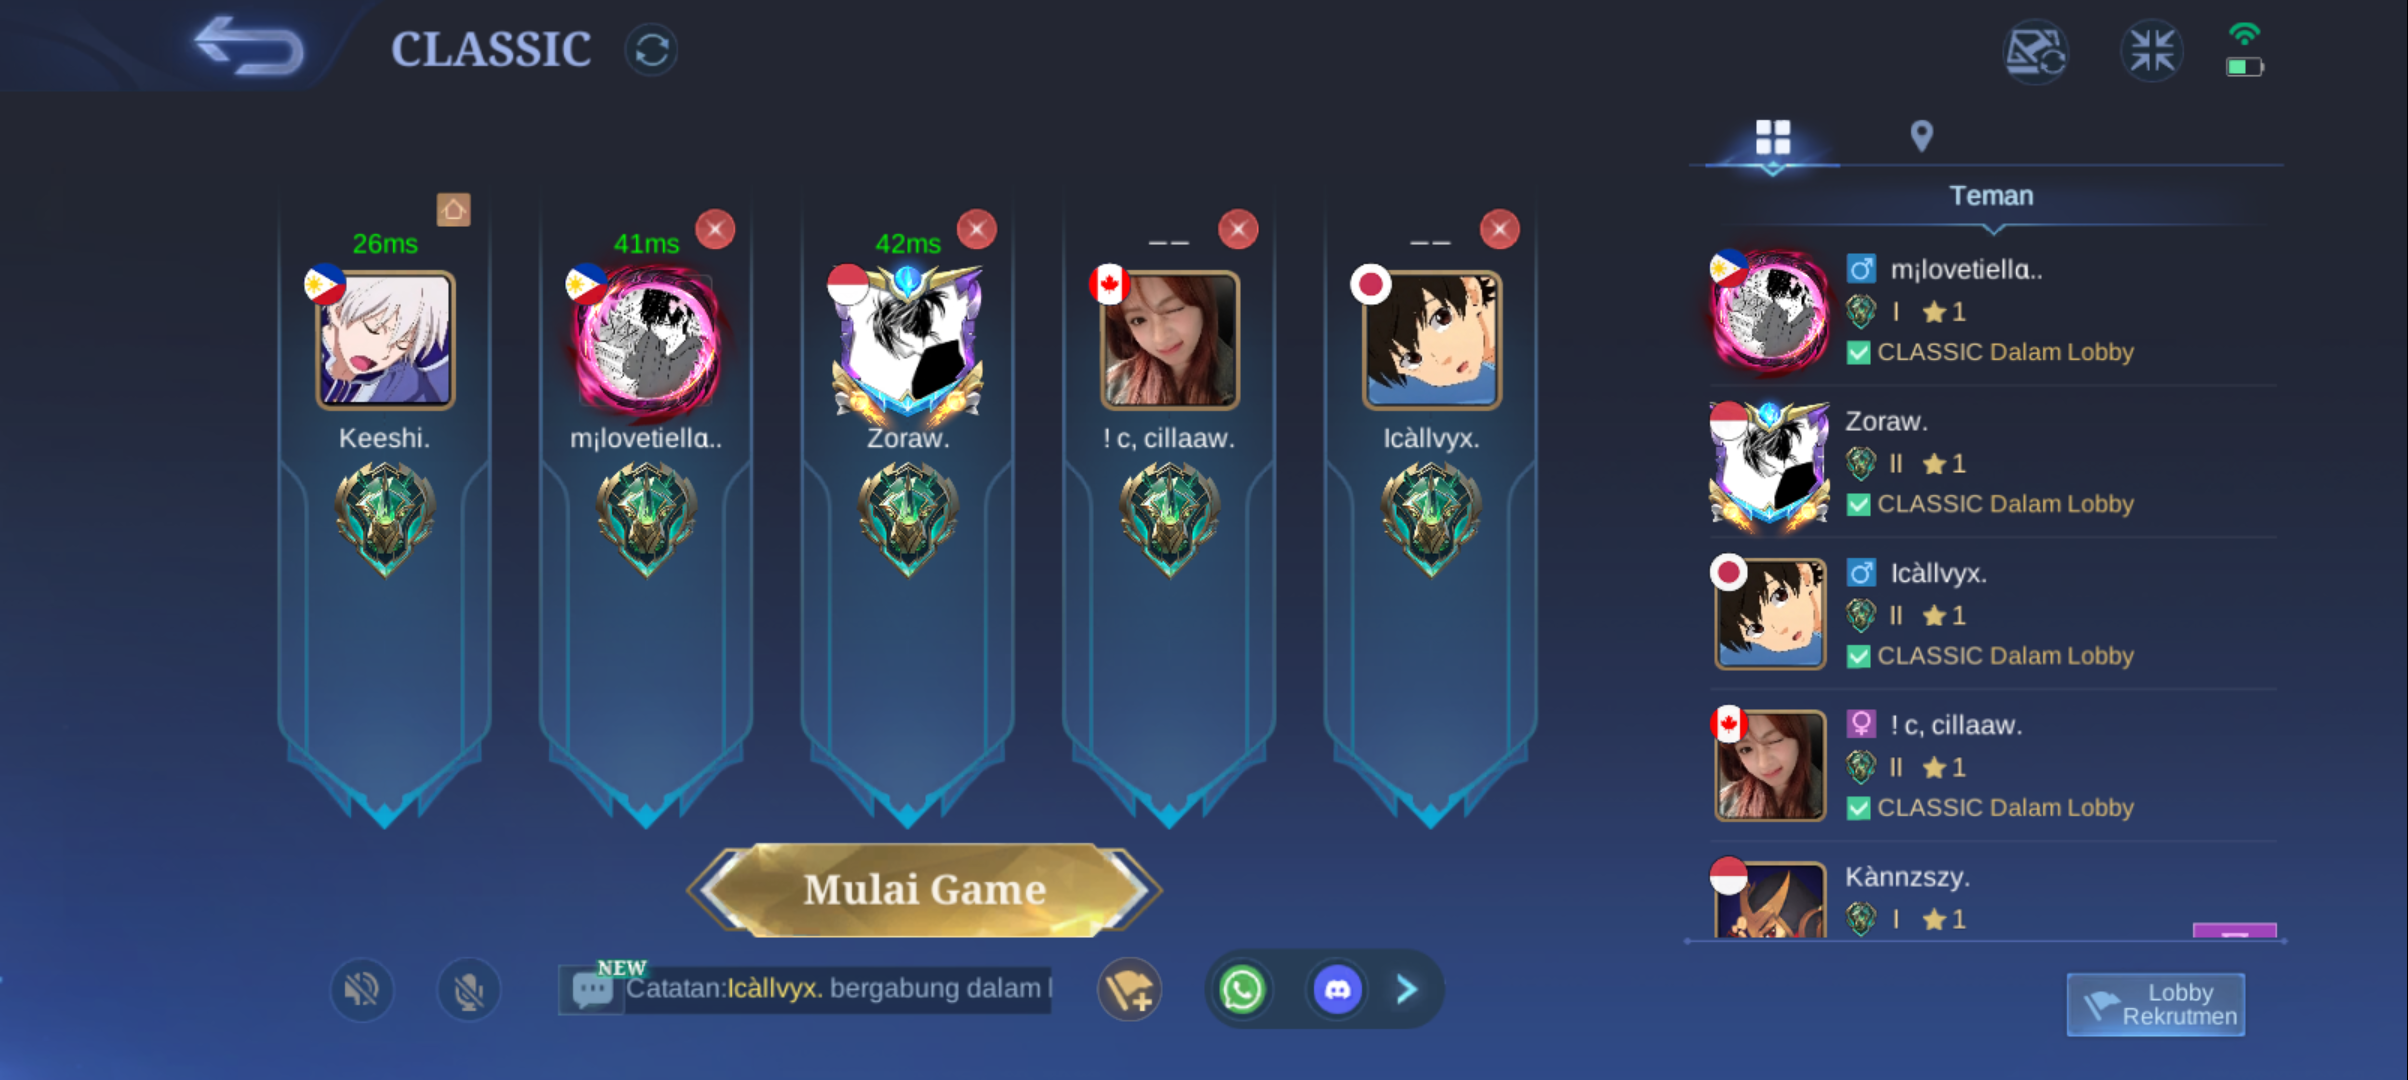 CLASSIC
26ms
41ms
42ms
——
——
Keeshi.
m¡lovetiellα..
Zoraw.
! c, cillaaw.
Icàllvyx.
Mulai Game
NEW
Catatan:Icàllvyx. bergabung dalam l
Teman
m¡lovetiellα..
I ★1
CLASSIC Dalam Lobby
Zoraw.
II ★1
CLASSIC Dalam Lobby
Icàllvyx.
II ★1
CLASSIC Dalam Lobby
! c, cillaaw.
II ★1
CLASSIC Dalam Lobby
Kànnzszy.
I ★1
Lobby
Rekrutmen